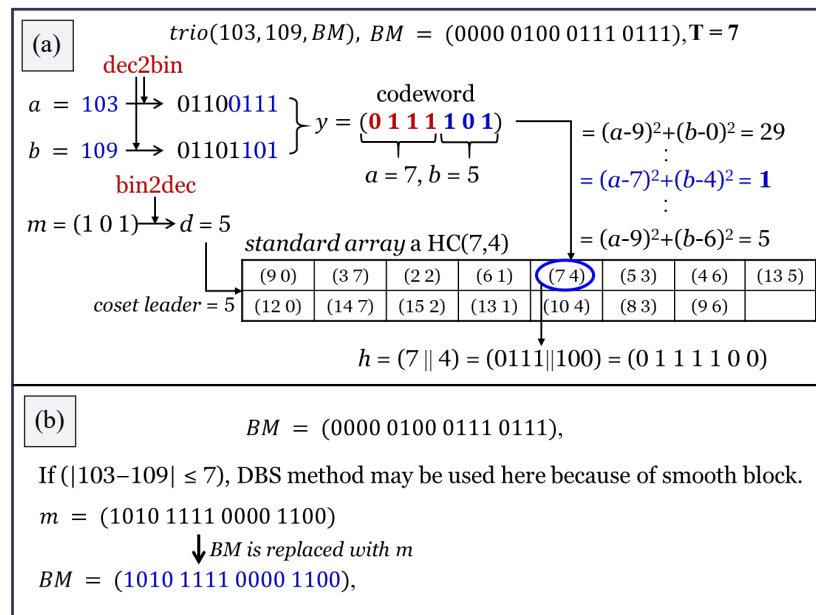 (a)
trio(103,109,BM), BM = (0000 0100 0111 0111), T = 7
dec2bin
a = 103 → 01100111
b = 109 → 01101101
codeword
y = (0 1 1 1 1 0 1)
a = 7, b = 5
= (a-9)²+(b-0)² = 29
⋮
= (a-7)²+(b-4)² = 1
⋮
= (a-9)²+(b-6)² = 5
bin2dec
m = (1 0 1) → d = 5
standard array a HC(7,4)
coset leader = 5
(9 0) (3 7) (2 2) (6 1) (7 4) (5 3) (4 6) (13 5)
(12 0) (14 7) (15 2) (13 1) (10 4) (8 3) (9 6)
h = (7 || 4) = (0111||100) = (0 1 1 1 1 0 0)
(b)
BM = (0000 0100 0111 0111),
If (|103−109| ≤ 7), DBS method may be used here because of smooth block.
m = (1010 1111 0000 1100)
BM is replaced with m
BM = (1010 1111 0000 1100),